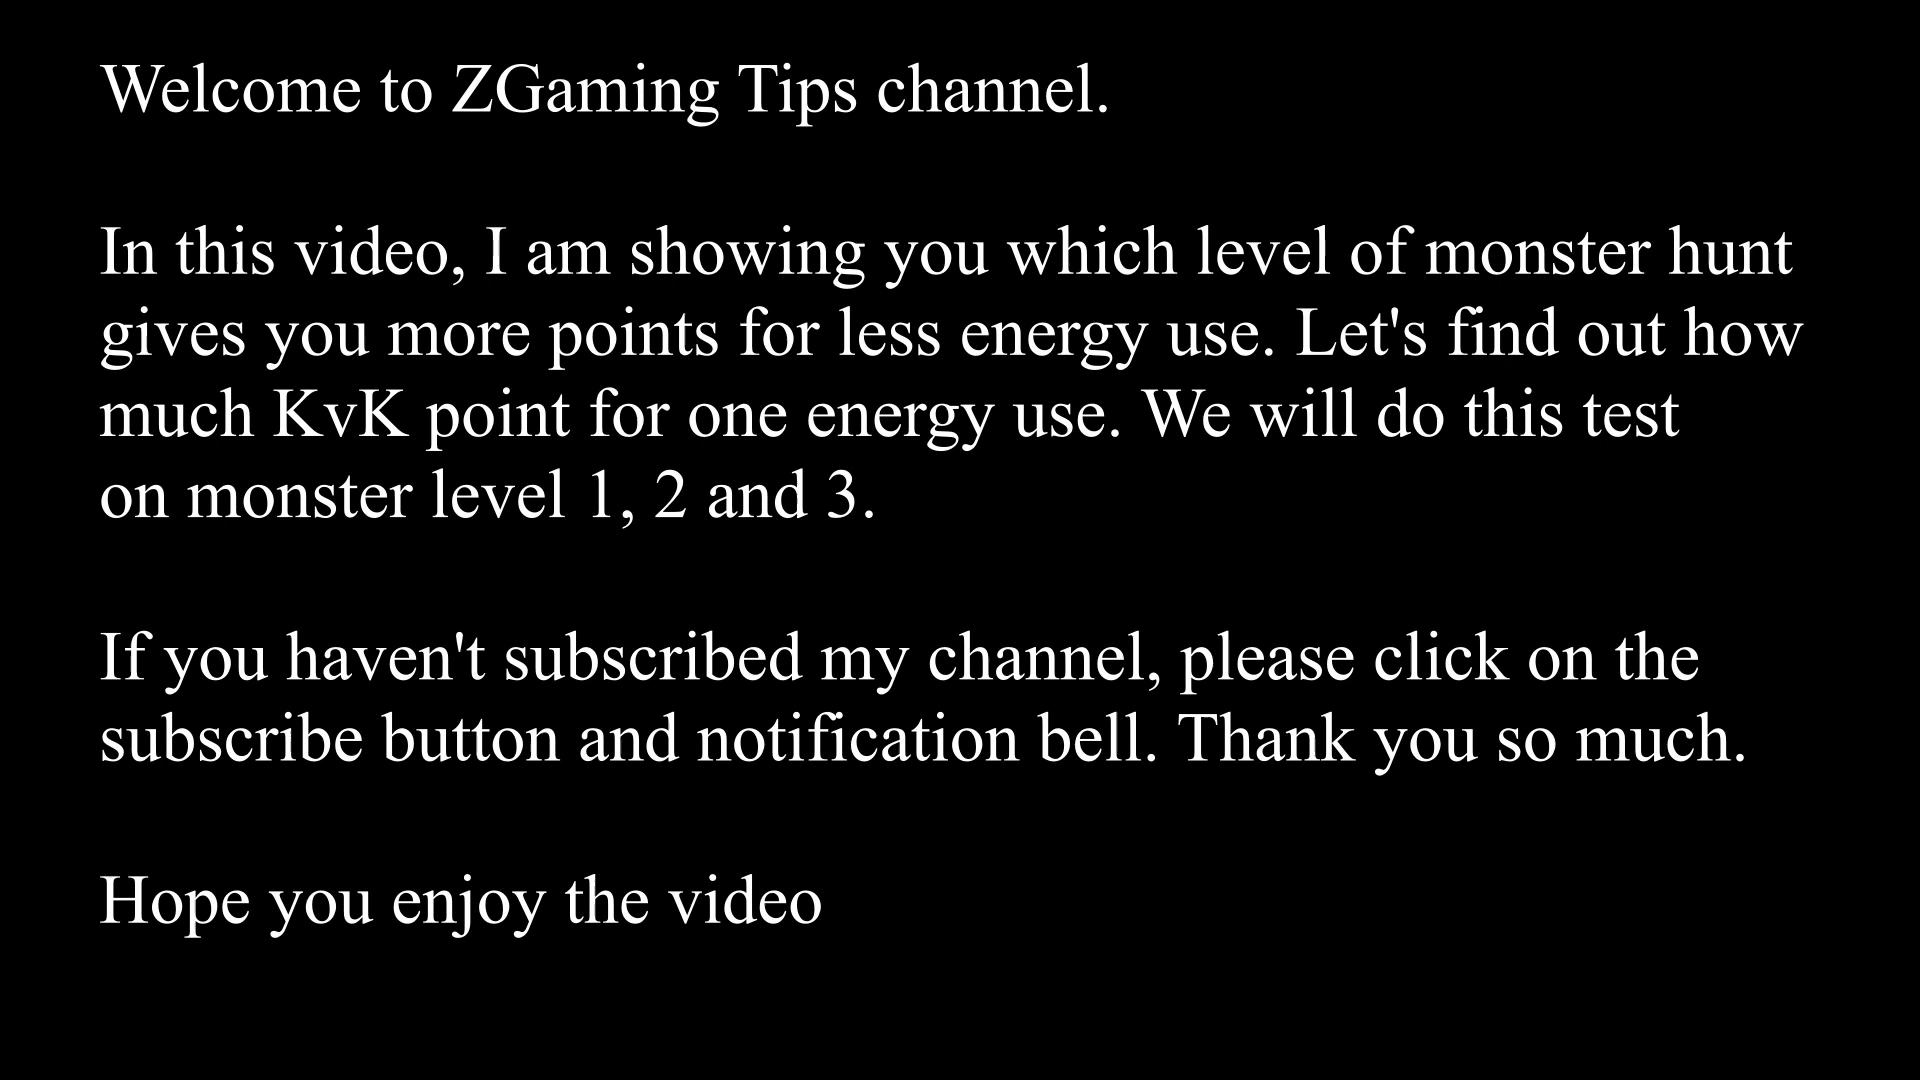 Welcome to ZGaming Tips channel.
In this video, I am showing you which level of monster hunt
gives you more points for less energy use. Let's find out how
much KvK point for one energy use. We will do this test
on monster level 1, 2 and 3.
If you haven't subscribed my channel, please click on the
subscribe button and notification bell. Thank you so much.
Hope you enjoy the video